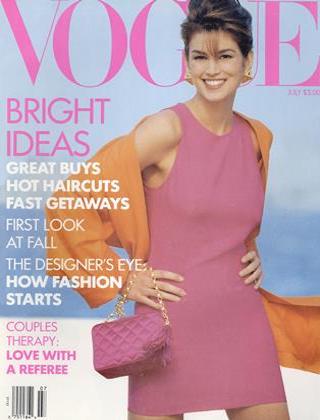 VOGUE
JULY $3.00
BRIGHT
IDEAS
GREAT BUYS
HOT HAIRCUTS
FAST GETAWAYS
FIRST LOOK
AT FALL
THE DESIGNER'S EYE:
HOW FASHION
STARTS
COUPLES
THERAPY:
LOVE WITH
A REFEREE
07